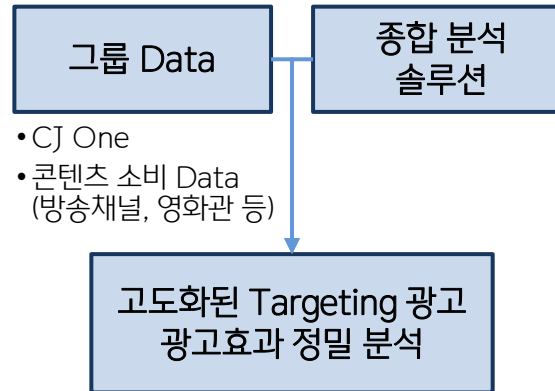 그룹 Data
종합 분석
솔루션
• CJ One
• 콘텐츠 소비 Data
(방송채널, 영화관 등)
고도화된 Targeting 광고
광고효과 정밀 분석